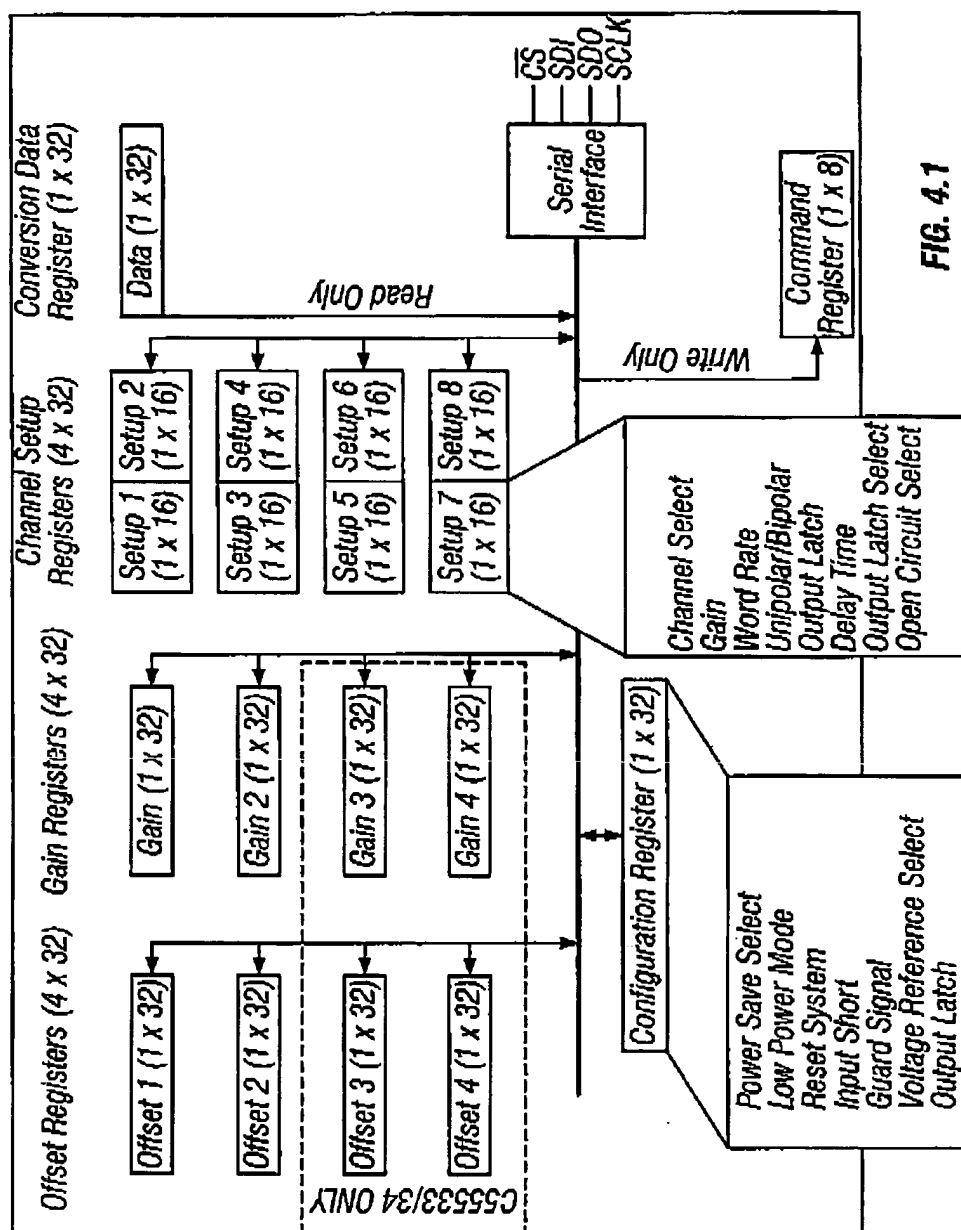 Offset Registers (4 x 32)
Offset 1 (1 x 32)
Offset 2 (1 x 32)
Offset 3 (1 x 32)
Offset 4 (1 x 32)
C55533/34 ONLY
Gain Registers (4 x 32)
Gain (1 x 32)
Gain 2 (1 x 32)
Gain 3 (1 x 32)
Gain 4 (1 x 32)
Channel Setup
Registers (4 x 32)
Setup 1
(1 x 16)
Setup 2
(1 x 16)
Setup 3
(1 x 16)
Setup 4
(1 x 16)
Setup 5
(1 x 16)
Setup 6
(1 x 16)
Setup 7
(1 x 16)
Setup 8
(1 x 16)
Conversion Data
Register (1 x 32)
Data (1 x 32)
Read Only
Serial
Interface
CS
SDI
SDO
SCLK
Write Only
Command
Register (1 x 8)
Configuration Register (1 x 32)
Power Save Select
Low Power Mode
Reset System
Input Short
Guard Signal
Voltage Reference Select
Output Latch
Channel Select
Gain
Word Rate
Unipolar/Bipolar
Output Latch
Delay Time
Output Latch Select
Open Circuit Select
FIG. 4.1